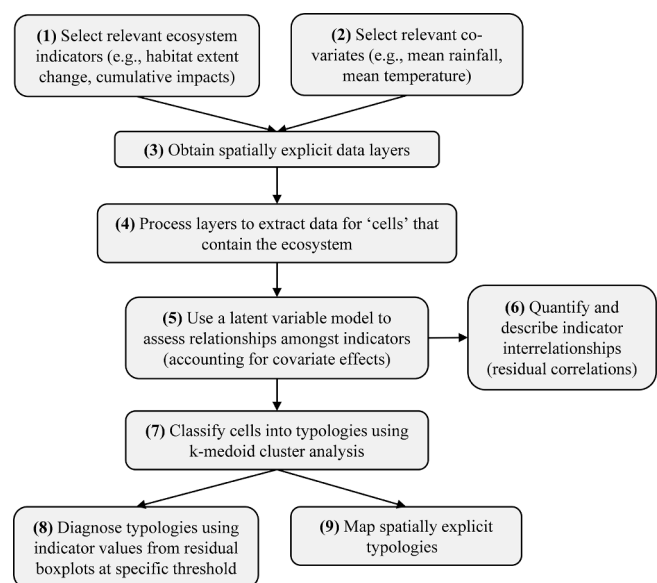 (1) Select relevant ecosystem
indicators (e.g., habitat extent
change, cumulative impacts)
(2) Select relevant co-
variates (e.g., mean rainfall,
mean temperature)
(3) Obtain spatially explicit data layers
(4) Process layers to extract data for ‘cells’ that
contain the ecosystem
(5) Use a latent variable model to
assess relationships amongst indicators
(accounting for covariate effects)
(6) Quantify and
describe indicator
interrelationships
(residual correlations)
(7) Classify cells into typologies using
k-medoid cluster analysis
(8) Diagnose typologies using
indicator values from residual
boxplots at specific threshold
(9) Map spatially explicit
typologies